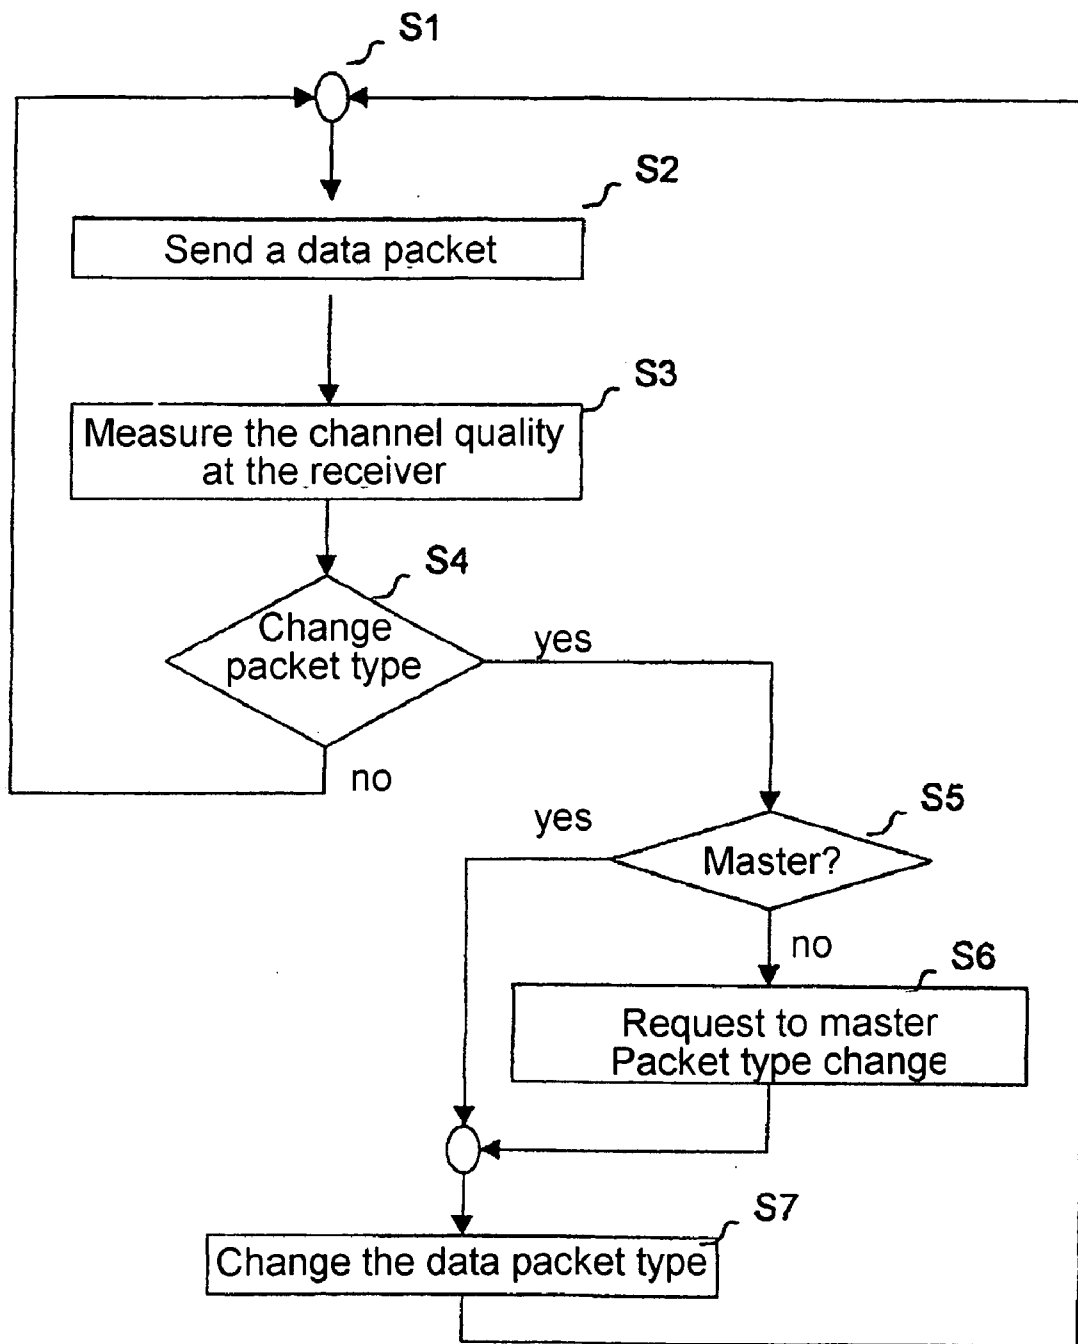 S1
S2
Send a data packet
S3
Measure the channel quality
at the receiver
S4
Change
packet type
yes
no
S5
yes
Master?
no
S6
Request to master
Packet type change
S7
Change the data packet type